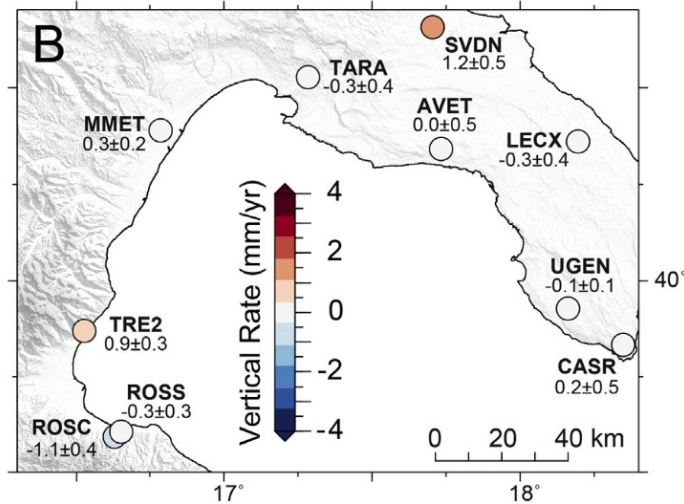 B
SVDN
1.2±0.5
TARA
-0.3±0.4
AVET
0.0±0.5
MMET
0.3±0.2
LECX
-0.3±0.4
Vertical Rate (mm/yr)
4
2
0
-2
-4
UGEN
-0.1±0.1
40°
TRE2
0.9±0.3
CASR
0.2±0.5
ROSS
-0.3±0.3
ROSC
-1.1±0.4
0 20 40 km
17° 18°